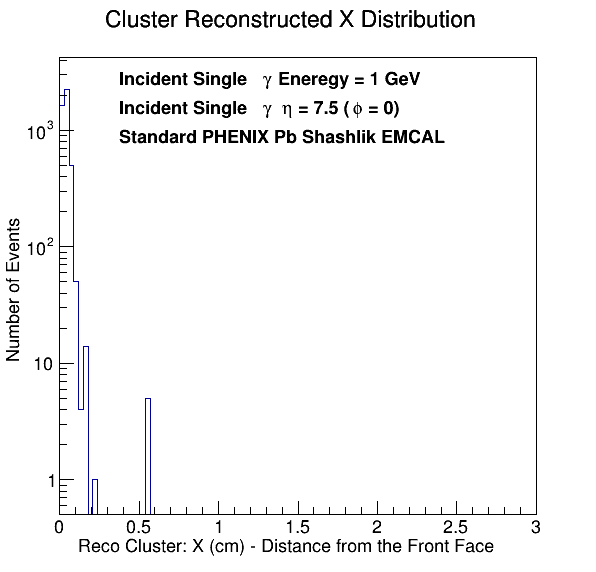 Cluster Reconstructed X Distribution
Incident Single γ Eneregy = 1 GeV
Incident Single γ η = 7.5 ( ϕ = 0)
Standard PHENIX Pb Shashlik EMCAL
Number of Events
10³
10²
10
1
0 0.5 1 1.5 2 2.5 3
Reco Cluster: X (cm) - Distance from the Front Face